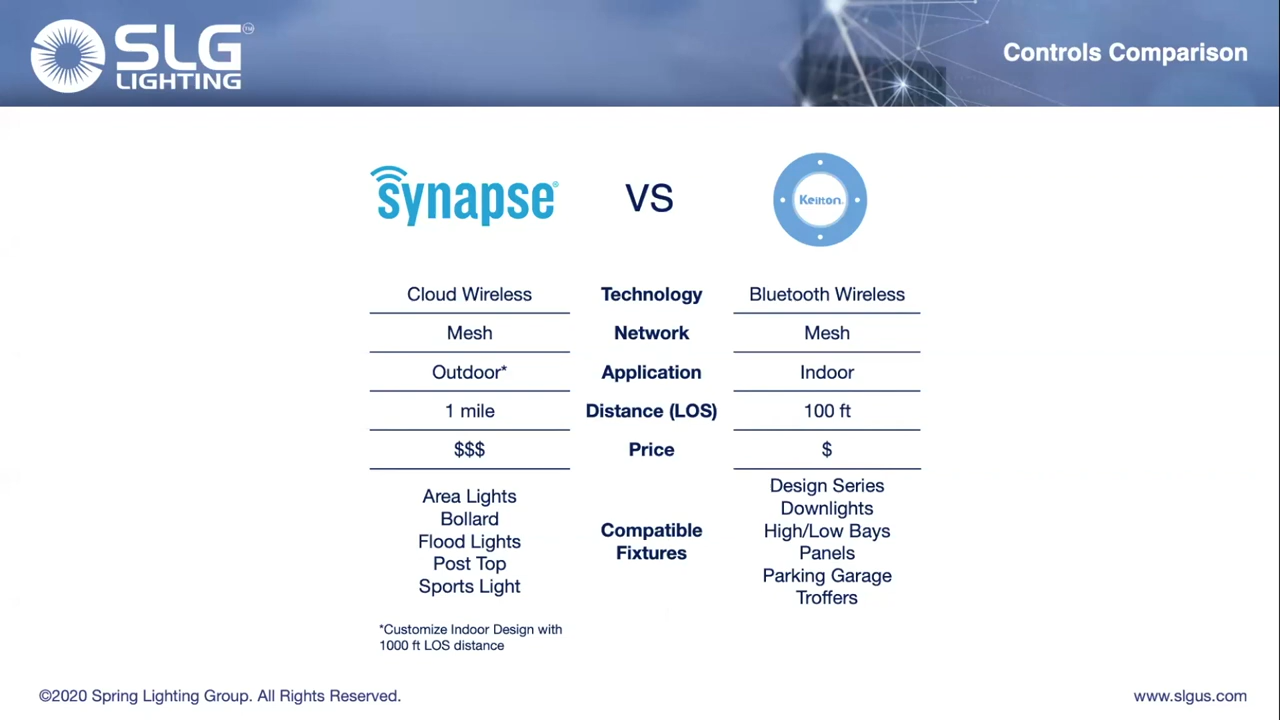 SLG™
LIGHTING
Controls Comparison
synapse®
VS
Keilton.
Cloud Wireless Technology Bluetooth Wireless
Mesh Network Mesh
Outdoor* Application Indoor
1 mile Distance (LOS) 100 ft
$$$ Price $
Area Lights
Bollard
Flood Lights
Post Top
Sports Light
Compatible
Fixtures
Design Series
Downlights
High/Low Bays
Panels
Parking Garage
Troffers
*Customize Indoor Design with
1000 ft LOS distance
©2020 Spring Lighting Group. All Rights Reserved.
www.slgus.com